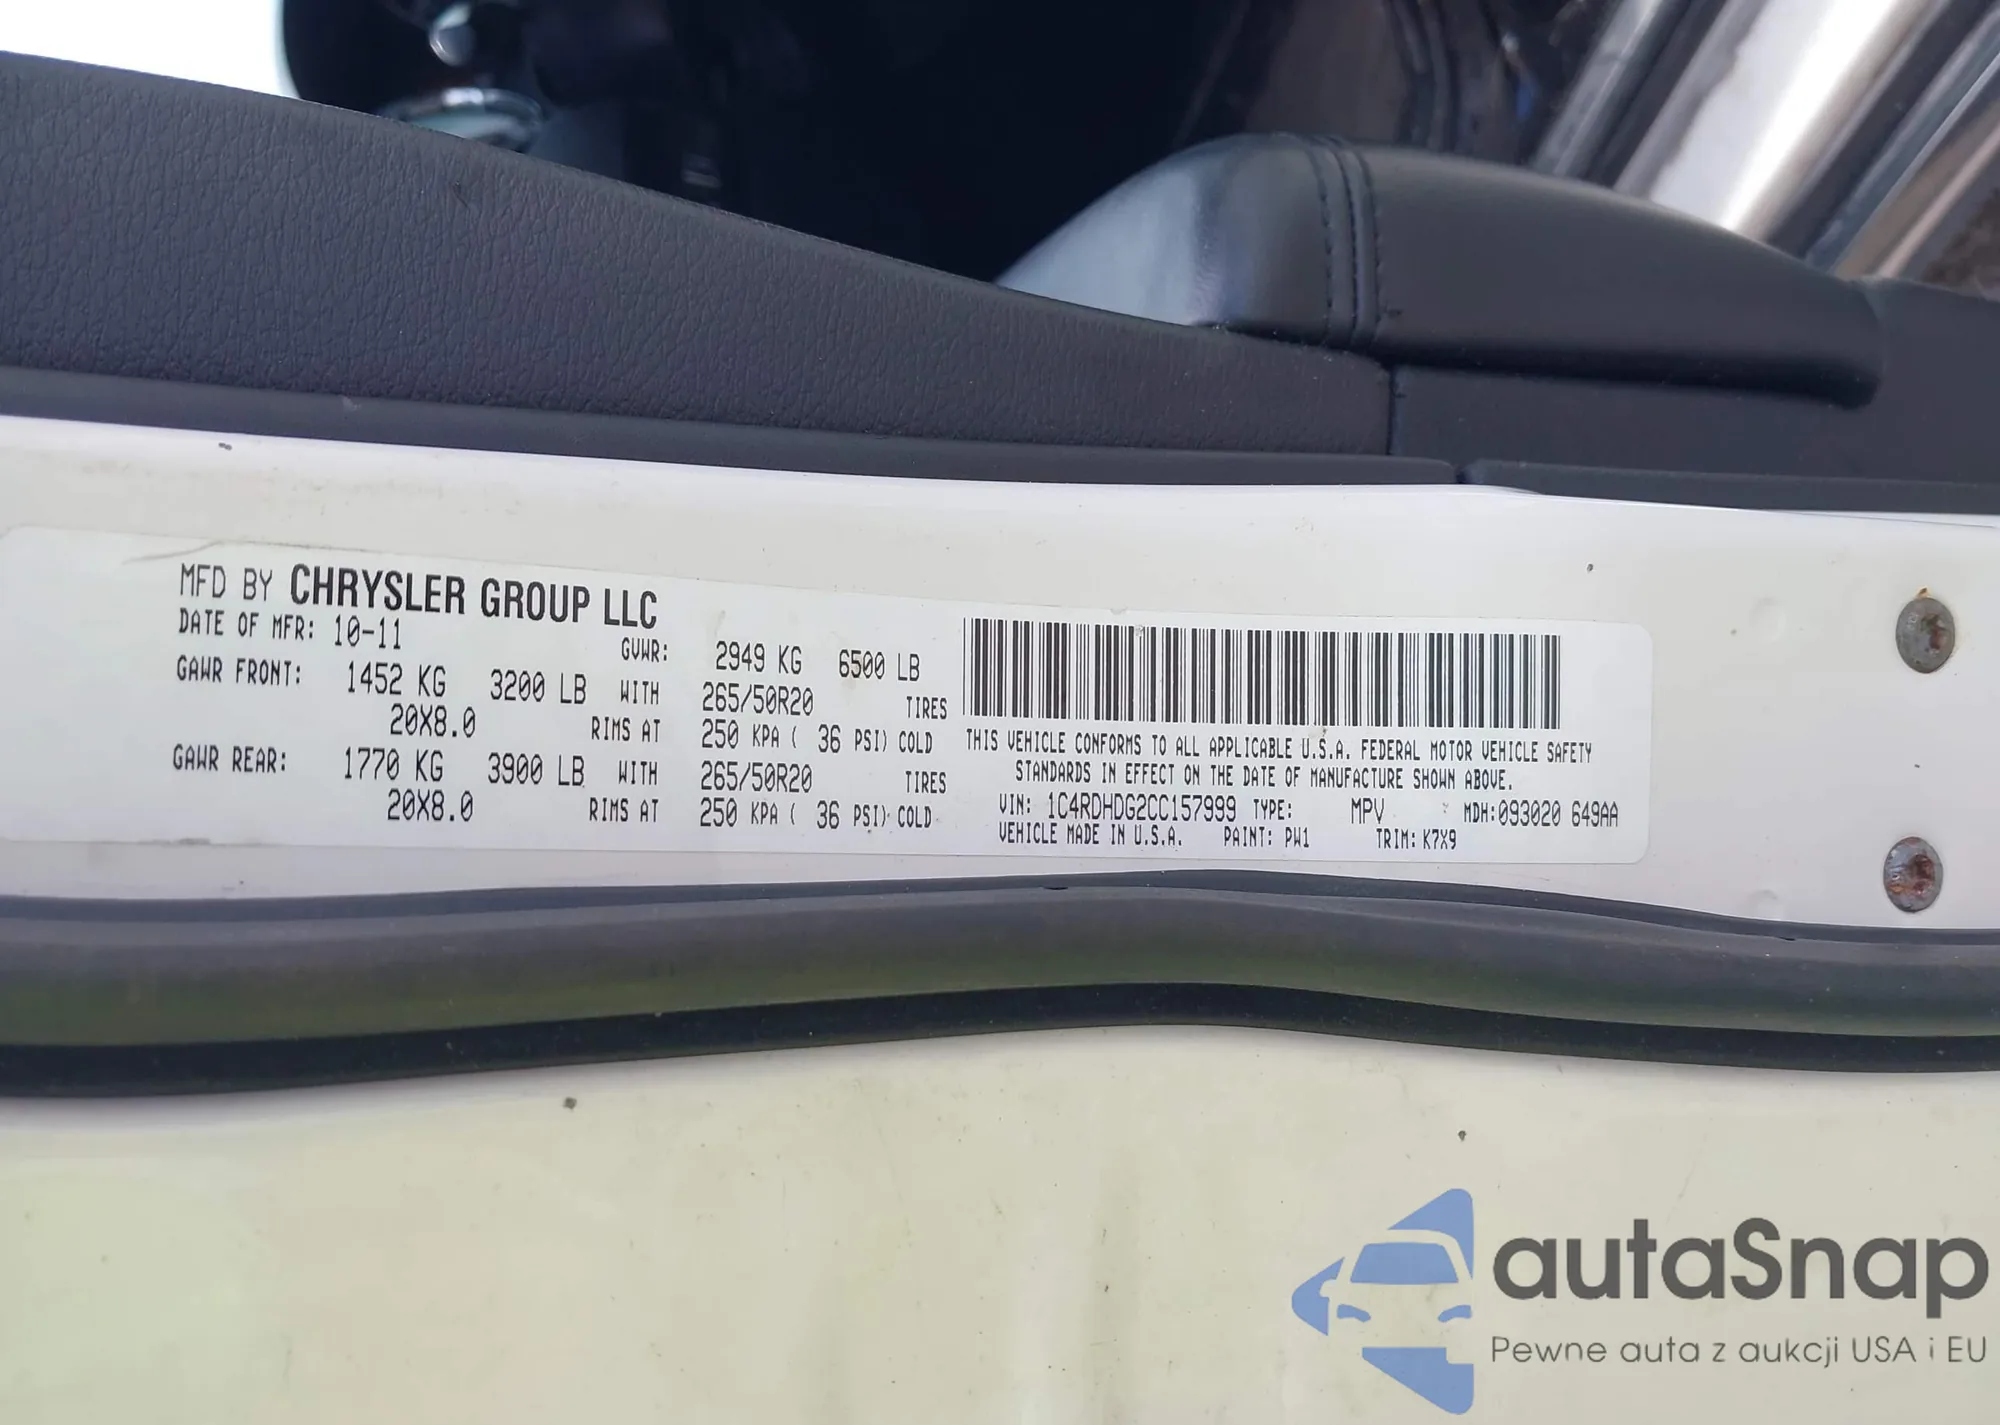 MFD BY CHRYSLER GROUP LLC
DATE OF MFR: 10-11 GVWR: 2949 KG 6500 LB
GAWR FRONT: 1452 KG 3200 LB WITH 265/50R20 TIRES
20X8.0 RIMS AT 250 KPA ( 36 PSI) COLD
GAWR REAR: 1770 KG 3900 LB WITH 265/50R20 TIRES
20X8.0 RIMS AT 250 KPA ( 36 PSI) COLD
THIS VEHICLE CONFORMS TO ALL APPLICABLE U.S.A. FEDERAL MOTOR VEHICLE SAFETY
STANDARDS IN EFFECT ON THE DATE OF MANUFACTURE SHOWN ABOVE.
VIN: 1C4RDHDG2CC157999 TYPE: MPV MDH:093020 649AA
VEHICLE MADE IN U.S.A. PAINT: PW1 TRIM: K7X9
autaSnap
Pewne auta z aukcji USA i EU